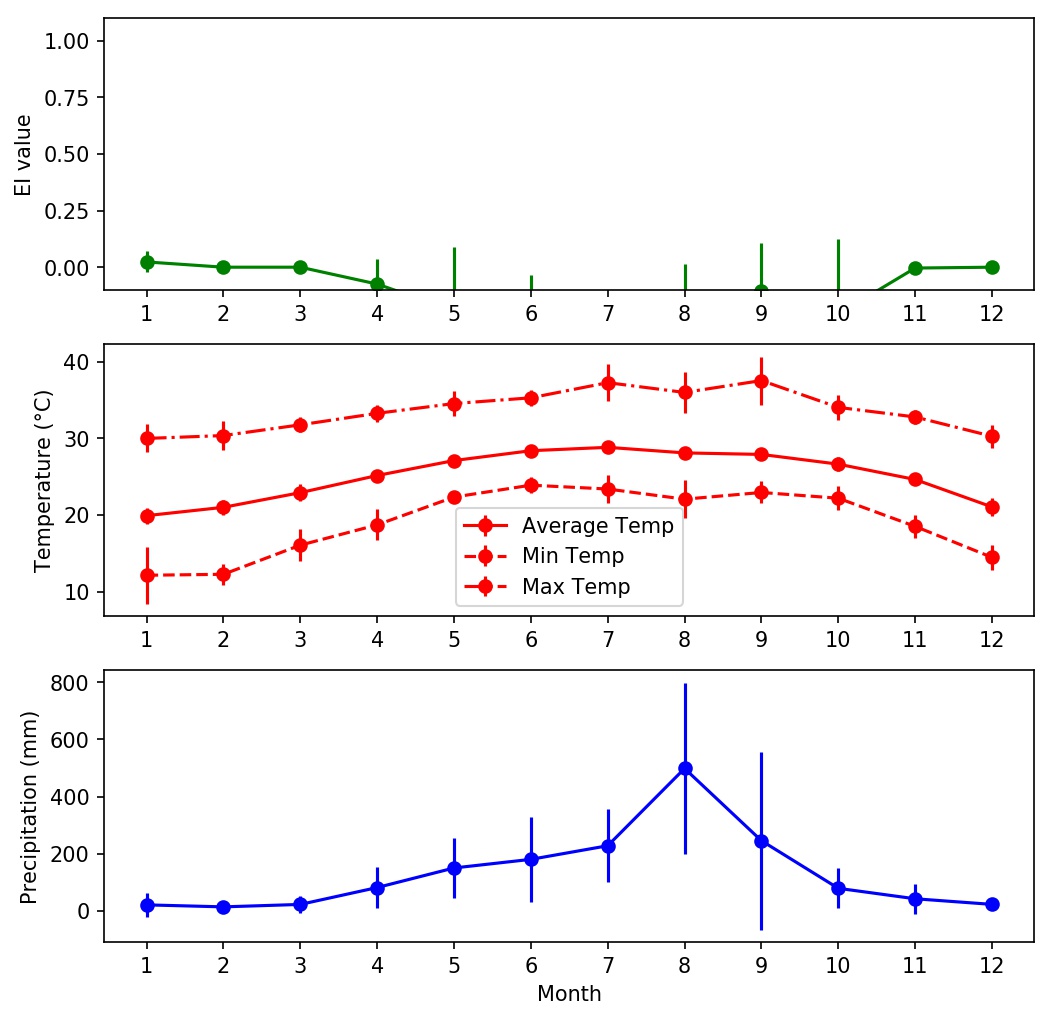 1.00
0.75
0.50
0.25
0.00
EI value
1 2 3 4 5 6 7 8 9 10 11 12
40
30
20
10
Temperature (°C)
Average Temp
Min Temp
Max Temp
1 2 3 4 5 6 7 8 9 10 11 12
800
600
400
200
0
Precipitation (mm)
1 2 3 4 5 6 7 8 9 10 11 12
Month